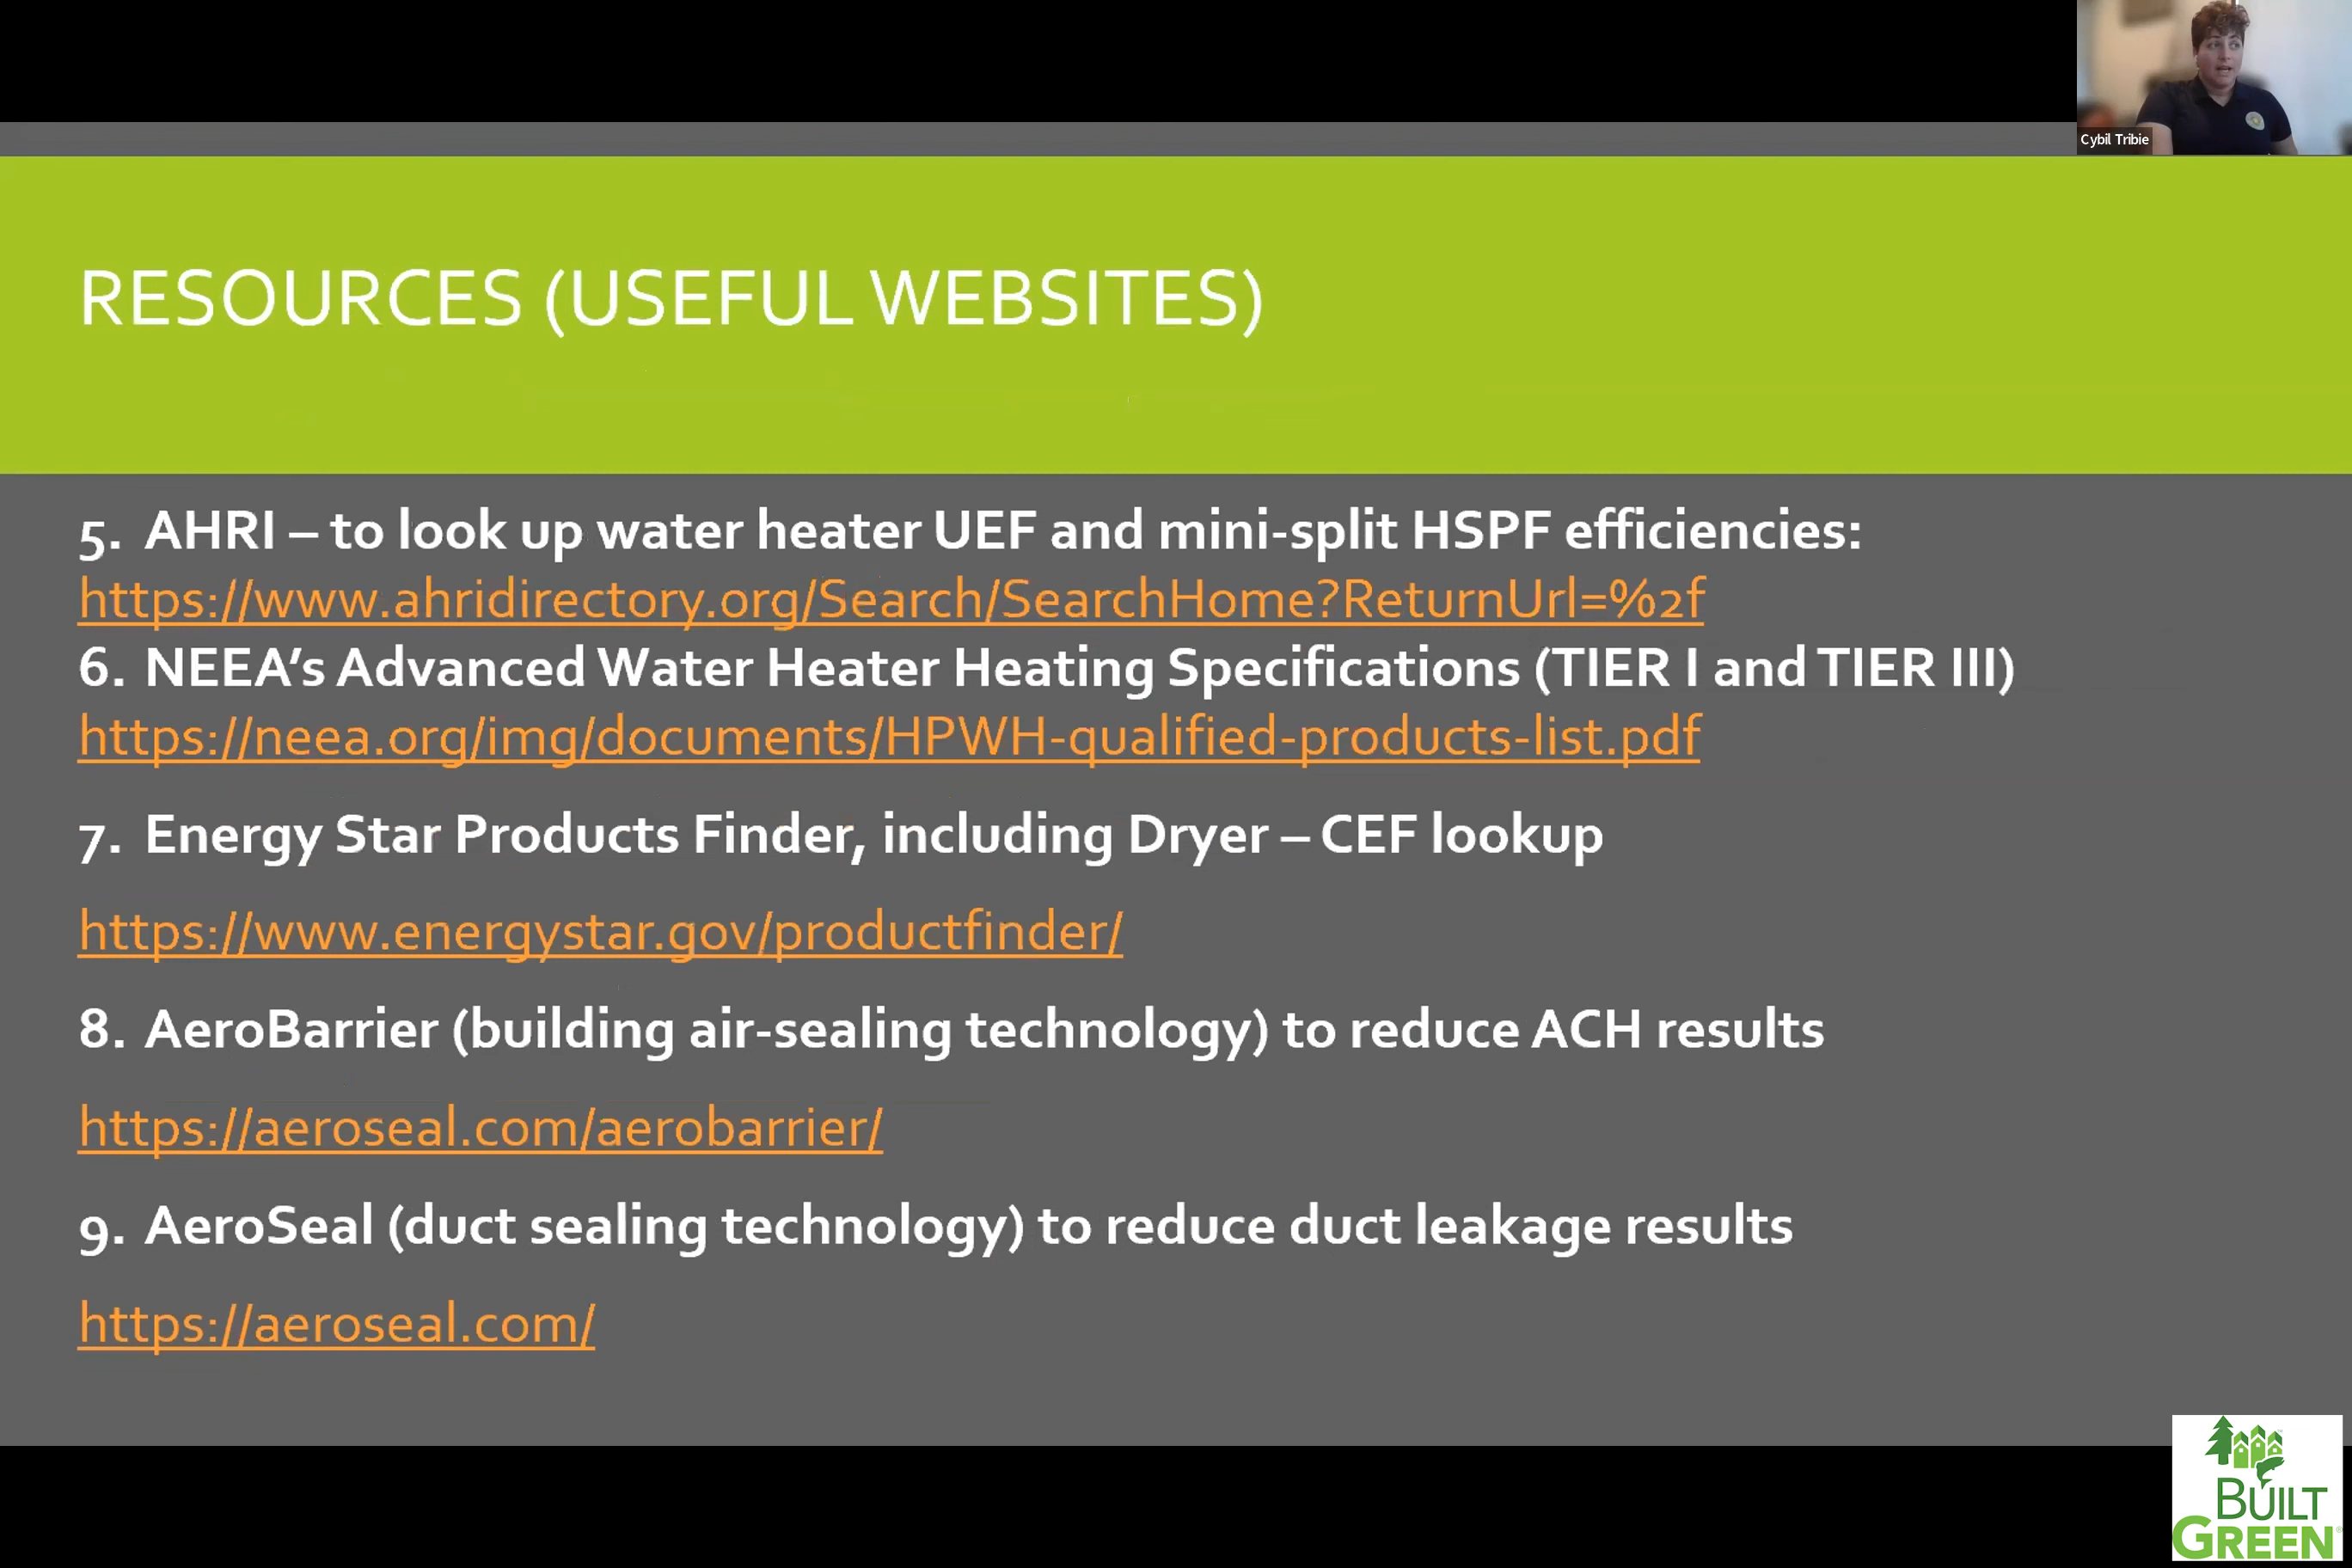 Cybil Tribie
RESOURCES (USEFUL WEBSITES)
5. AHRI – to look up water heater UEF and mini-split HSPF efficiencies:
https://www.ahridirectory.org/Search/SearchHome?ReturnUrl=%2f
6. NEEA’s Advanced Water Heater Heating Specifications (TIER I and TIER III)
https://neea.org/img/documents/HPWH-qualified-products-list.pdf
7. Energy Star Products Finder, including Dryer – CEF lookup
https://www.energystar.gov/productfinder/
8. AeroBarrier (building air-sealing technology) to reduce ACH results
https://aeroseal.com/aerobarrier/
9. AeroSeal (duct sealing technology) to reduce duct leakage results
https://aeroseal.com/
BUILT
GREEN